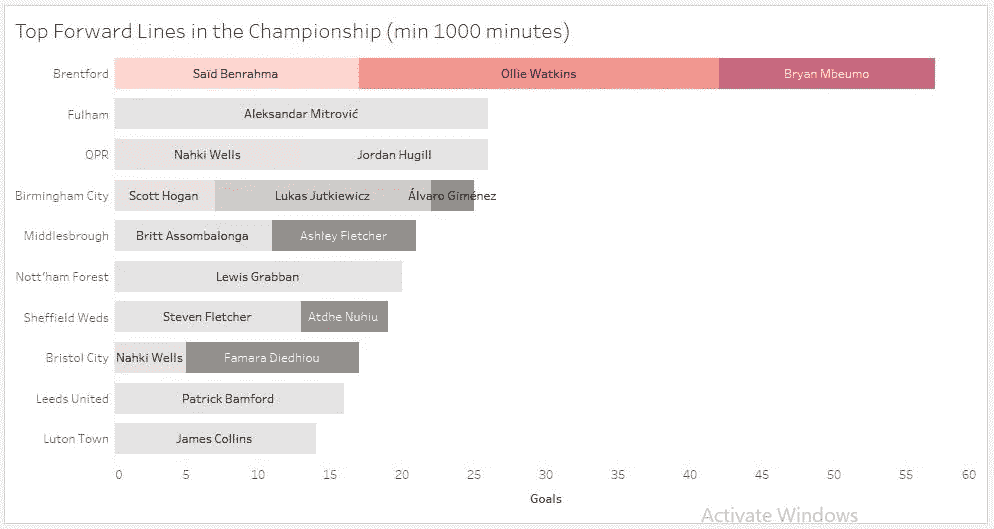 Top Forward Lines in the Championship (min 1000 minutes)
Brentford Saïd Benrahma Ollie Watkins Bryan Mbeumo
Fulham Aleksandar Mitrović
QPR Nahki Wells Jordan Hugill
Birmingham City Scott Hogan Lukas Jutkiewicz Álvaro Giménez
Middlesbrough Britt Assombalonga Ashley Fletcher
Nott'ham Forest Lewis Grabban
Sheffield Weds Steven Fletcher Atdhe Nuhiu
Bristol City Nahki Wells Famara Diedhiou
Leeds United Patrick Bamford
Luton Town James Collins
0 5 10 15 20 25 30 35 40 45 50 55 60
Goals
Activate Windows